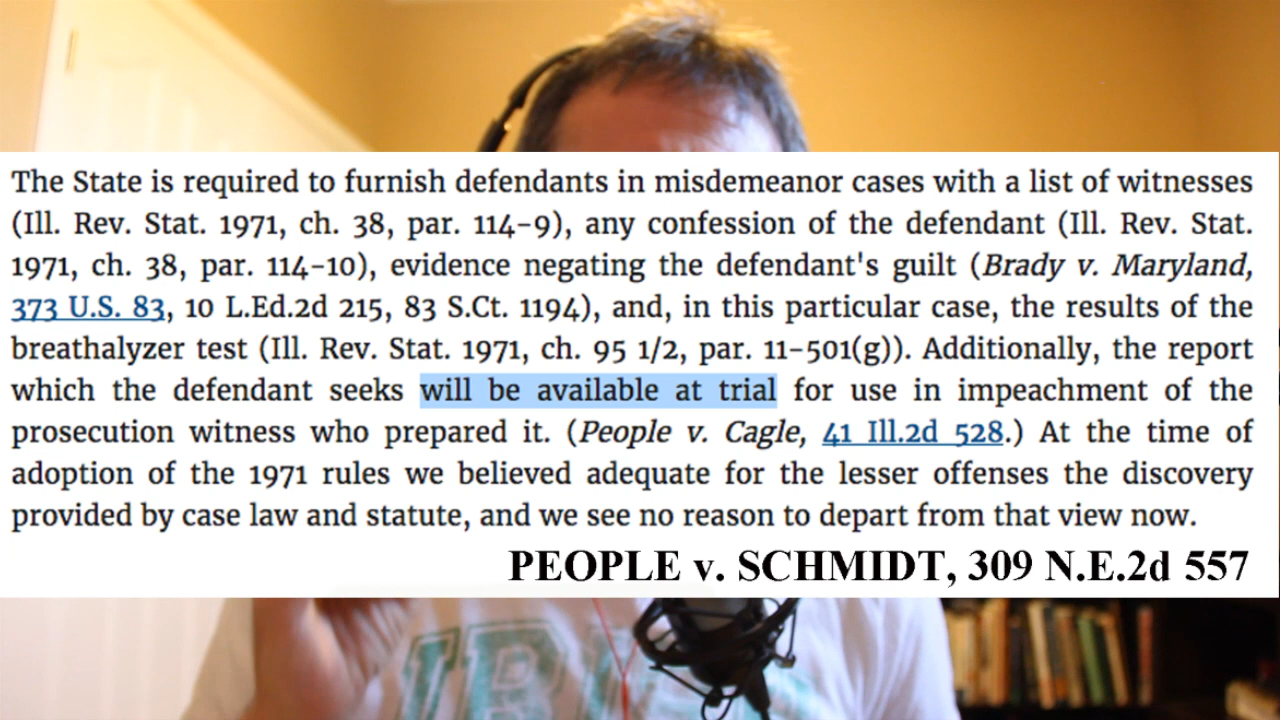 The State is required to furnish defendants in misdemeanor cases with a list of witnesses
(Ill. Rev. Stat. 1971, ch. 38, par. 114-9), any confession of the defendant (Ill. Rev. Stat.
1971, ch. 38, par. 114-10), evidence negating the defendant's guilt (Brady v. Maryland,
373 U.S. 83, 10 L.Ed.2d 215, 83 S.Ct. 1194), and, in this particular case, the results of the
breathalyzer test (Ill. Rev. Stat. 1971, ch. 95 1/2, par. 11-501(g)). Additionally, the report
which the defendant seeks will be available at trial for use in impeachment of the
prosecution witness who prepared it. (People v. Cagle, 41 Ill.2d 528.) At the time of
adoption of the 1971 rules we believed adequate for the lesser offenses the discovery
provided by case law and statute, and we see no reason to depart from that view now.
PEOPLE v. SCHMIDT, 309 N.E.2d 557